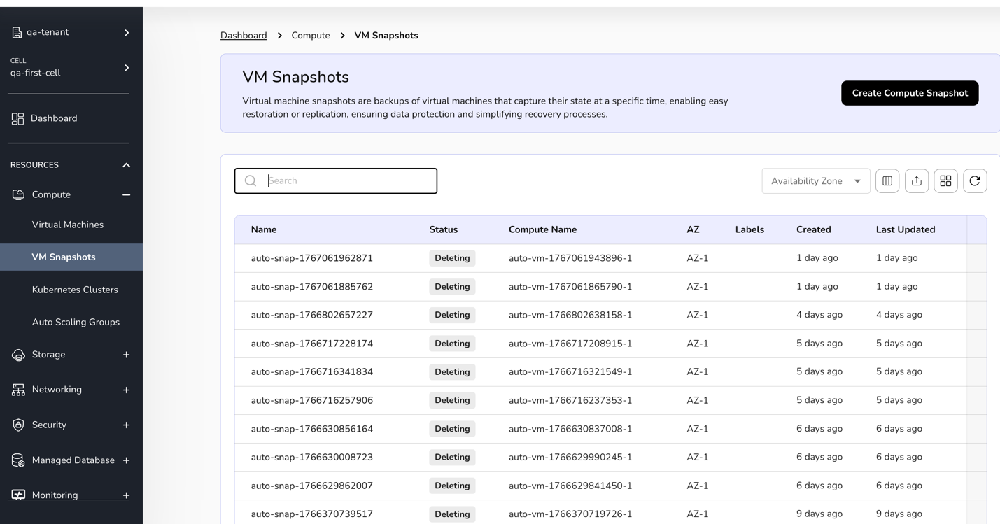 qa-tenant
CELL
qa-first-cell
Dashboard
RESOURCES
Compute
Virtual Machines
VM Snapshots
Kubernetes Clusters
Auto Scaling Groups
Storage
Networking
Security
Managed Database
Monitoring
Dashboard > Compute > VM Snapshots
VM Snapshots
Virtual machine snapshots are backups of virtual machines that capture their state at a specific time, enabling easy
restoration or replication, ensuring data protection and simplifying recovery processes.
Create Compute Snapshot
Search
Availability Zone
Name Status Compute Name AZ Labels Created Last Updated
auto-snap-1767061962871 Deleting auto-vm-1767061943896-1 AZ-1 1 day ago 1 day ago
auto-snap-1767061885762 Deleting auto-vm-1767061865790-1 AZ-1 1 day ago 1 day ago
auto-snap-1766802657227 Deleting auto-vm-1766802638158-1 AZ-1 4 days ago 4 days ago
auto-snap-1766717228174 Deleting auto-vm-1766717208915-1 AZ-1 5 days ago 5 days ago
auto-snap-1766716341834 Deleting auto-vm-1766716321549-1 AZ-1 5 days ago 5 days ago
auto-snap-1766716257906 Deleting auto-vm-1766716237353-1 AZ-1 5 days ago 5 days ago
auto-snap-1766630856164 Deleting auto-vm-1766630837008-1 AZ-1 6 days ago 6 days ago
auto-snap-1766630008723 Deleting auto-vm-1766629990245-1 AZ-1 6 days ago 6 days ago
auto-snap-1766629862007 Deleting auto-vm-1766629841450-1 AZ-1 6 days ago 6 days ago
auto-snap-1766370739517 Deleting auto-vm-1766370719726-1 AZ-1 9 days ago 9 days ago